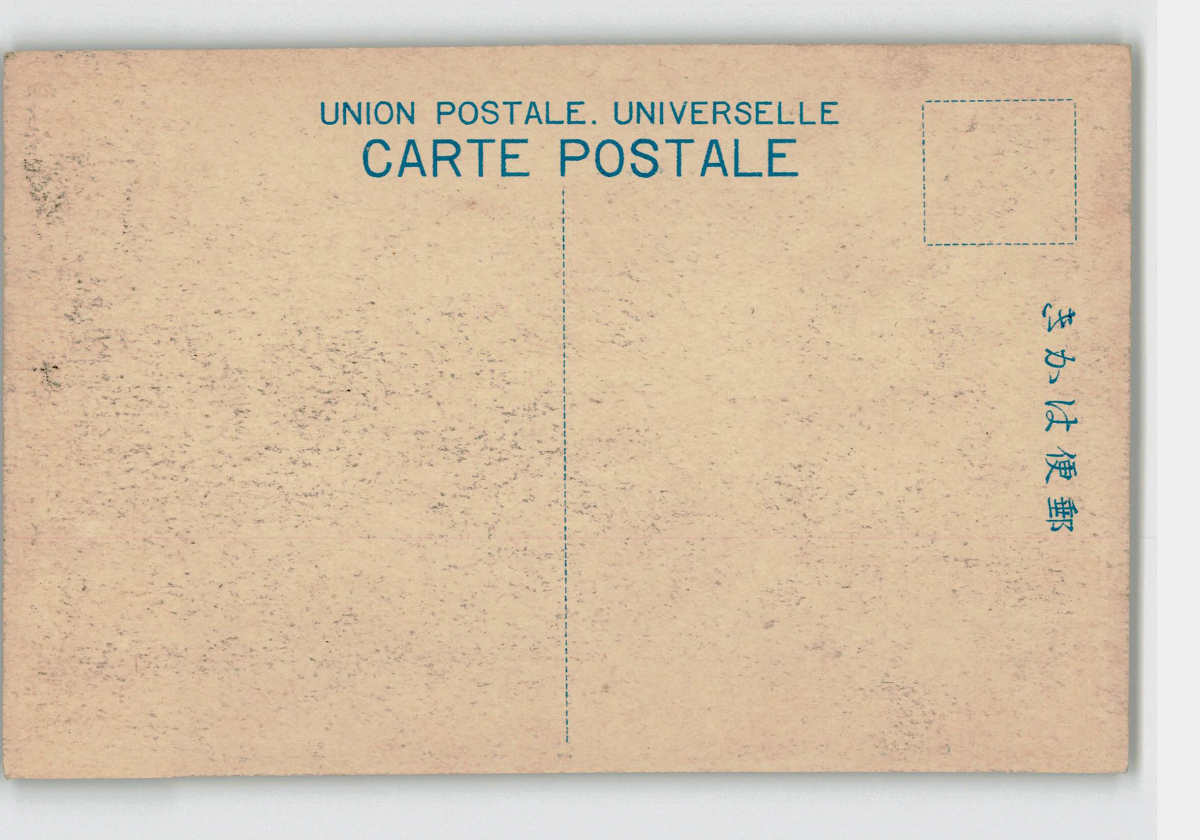 UNION POSTALE. UNIVERSELLE
CARTE POSTALE
郵便はかき